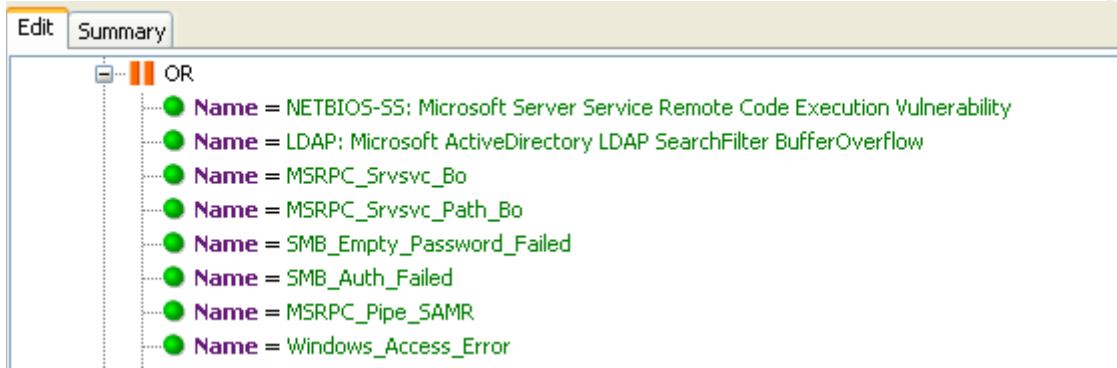 Edit Summary
OR
Name = NETBIOS-SS: Microsoft Server Service Remote Code Execution Vulnerability
Name = LDAP: Microsoft ActiveDirectory LDAP SearchFilter BufferOverflow
Name = MSRPC_Srvsvc_Bo
Name = MSRPC_Srvsvc_Path_Bo
Name = SMB_Empty_Password_Failed
Name = SMB_Auth_Failed
Name = MSRPC_Pipe_SAMR
Name = Windows_Access_Error